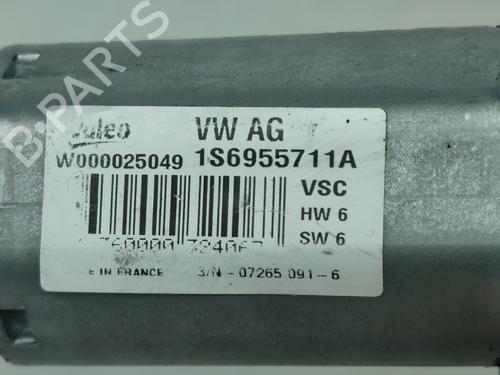 B-PARTS
Valeo VW AG
W000025049 1S6955711A
VSC
HW 6
SW 6
IN FRANCE S/N - 07265 091 - 6